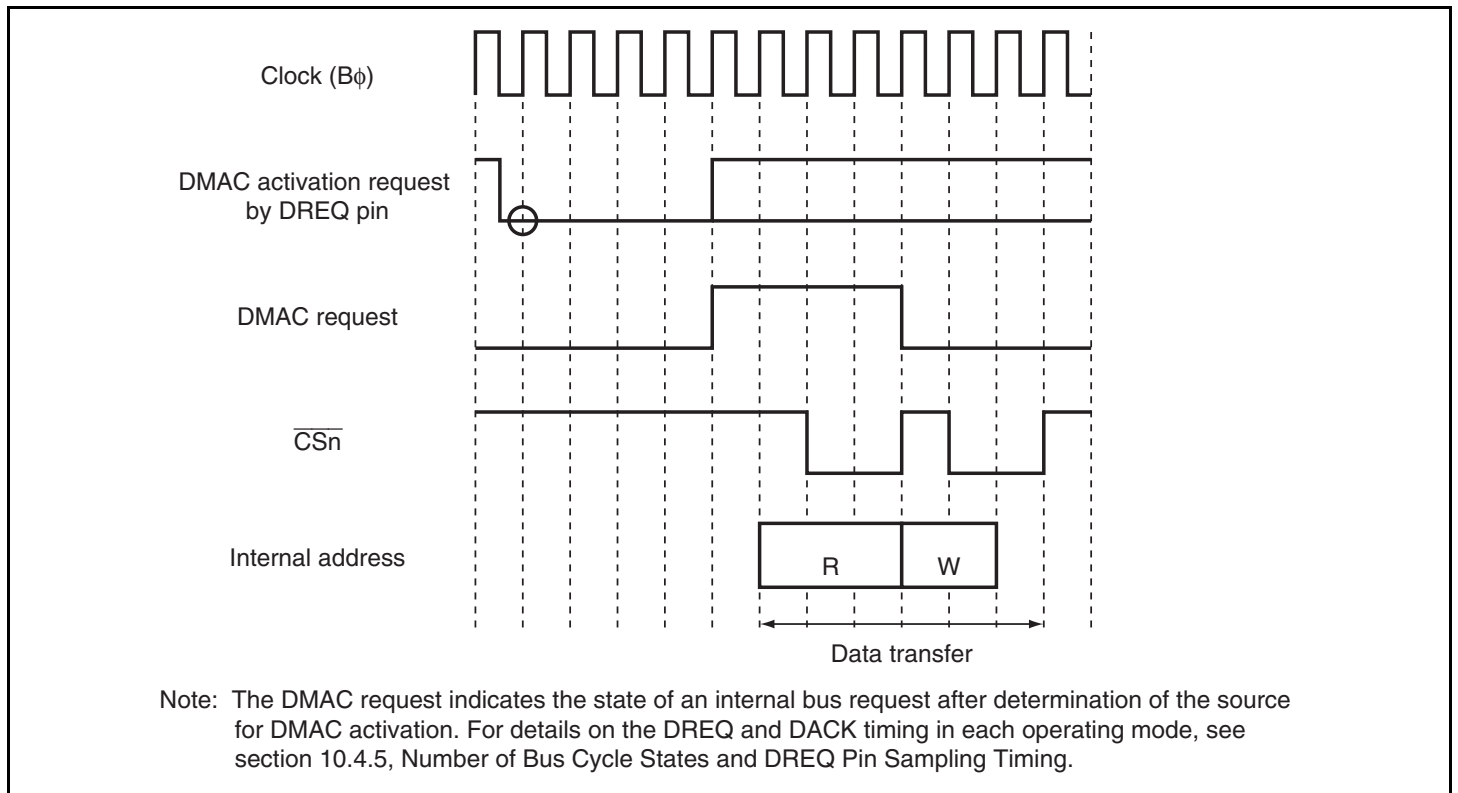 Clock (Bϕ)
DMAC activation request
by DREQ pin
DMAC request
C̅S̅n̅
Internal address
R
W
Data transfer
Note: The DMAC request indicates the state of an internal bus request after determination of the source
for DMAC activation. For details on the DREQ and DACK timing in each operating mode, see
section 10.4.5, Number of Bus Cycle States and DREQ Pin Sampling Timing.